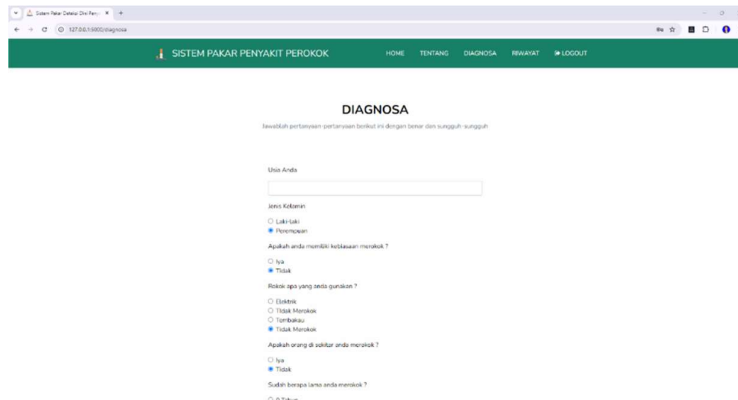 Sistem Pakar Deteksi Dini Peny
127.0.0.1:5000/diagnosa
SISTEM PAKAR PENYAKIT PEROKOK
HOME TENTANG DIAGNOSA RIWAYAT LOGOUT
DIAGNOSA
Jawablah pertanyaan-pertanyaan berikut ini dengan benar dan sungguh-sungguh
Usia Anda
Jenis Kelamin
Laki-laki
Perempuan
Apakah anda memiliki kebiasaan merokok ?
Iya
Tidak
Rokok apa yang anda gunakan ?
Elektrik
Tidak Merokok
Tembakau
Tidak Merokok
Apakah orang di sekitar anda merokok ?
Iya
Tidak
Sudah berapa lama anda merokok ?
0 Tahun